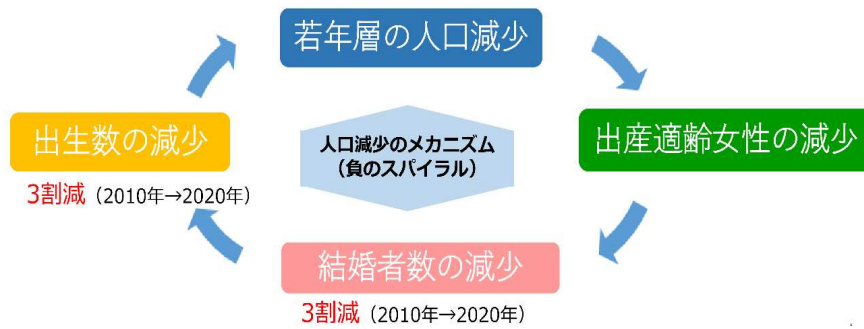 若年層の人口減少
出産適齢女性の減少
結婚者数の減少
3割減（2010年→2020年）
出生数の減少
3割減（2010年→2020年）
人口減少のメカニズム
（負のスパイラル）